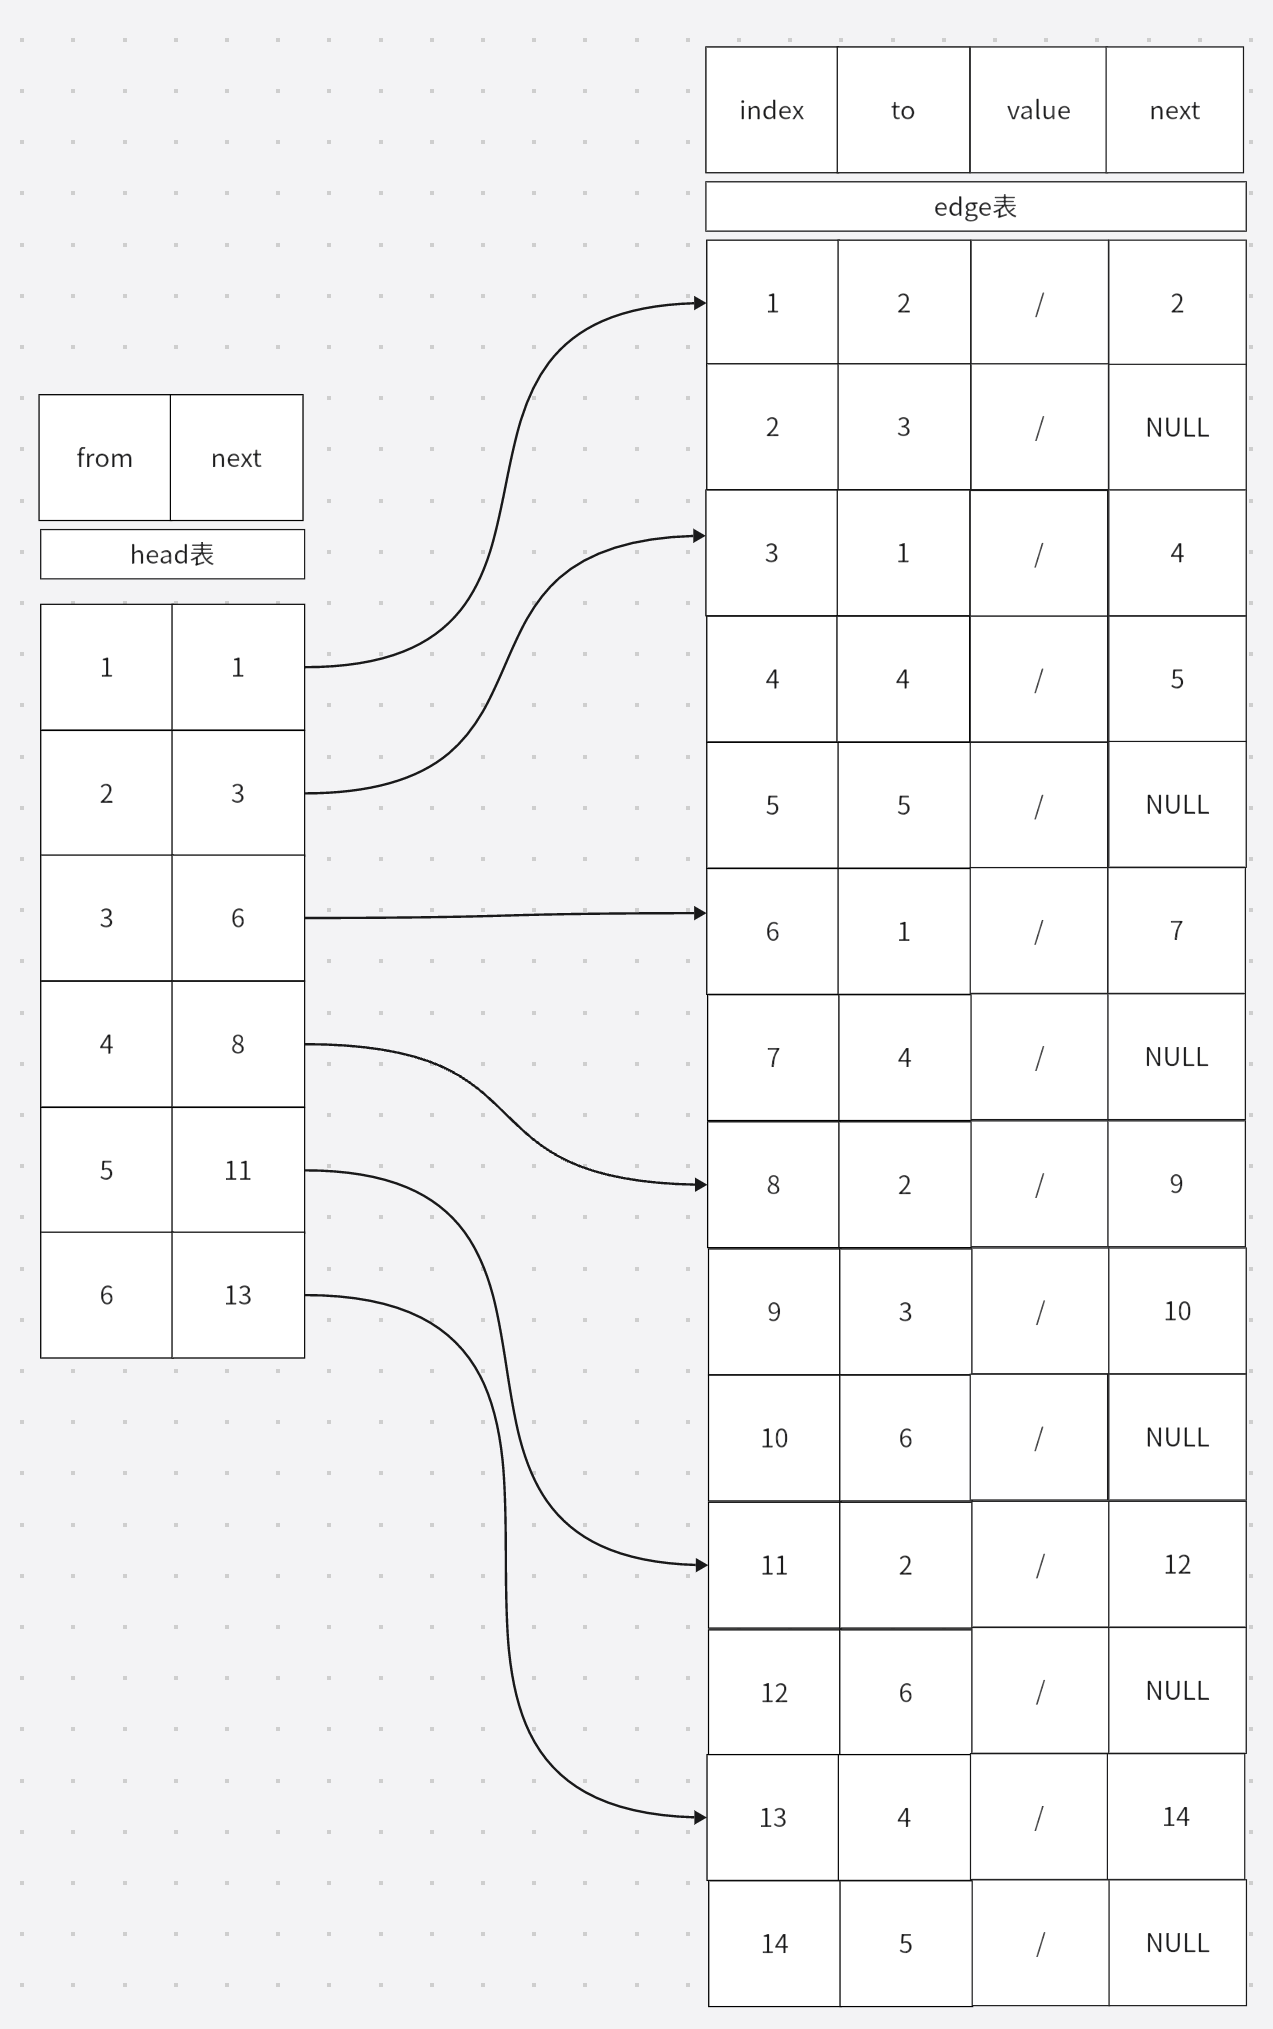 index to value next
edge表
1 2 / 2
2 3 / NULL
3 1 / 4
4 4 / 5
5 5 / NULL
6 1 / 7
7 4 / NULL
8 2 / 9
9 3 / 10
10 6 / NULL
11 2 / 12
12 6 / NULL
13 4 / 14
14 5 / NULL
from next
head表
1 1
2 3
3 6
4 8
5 11
6 13